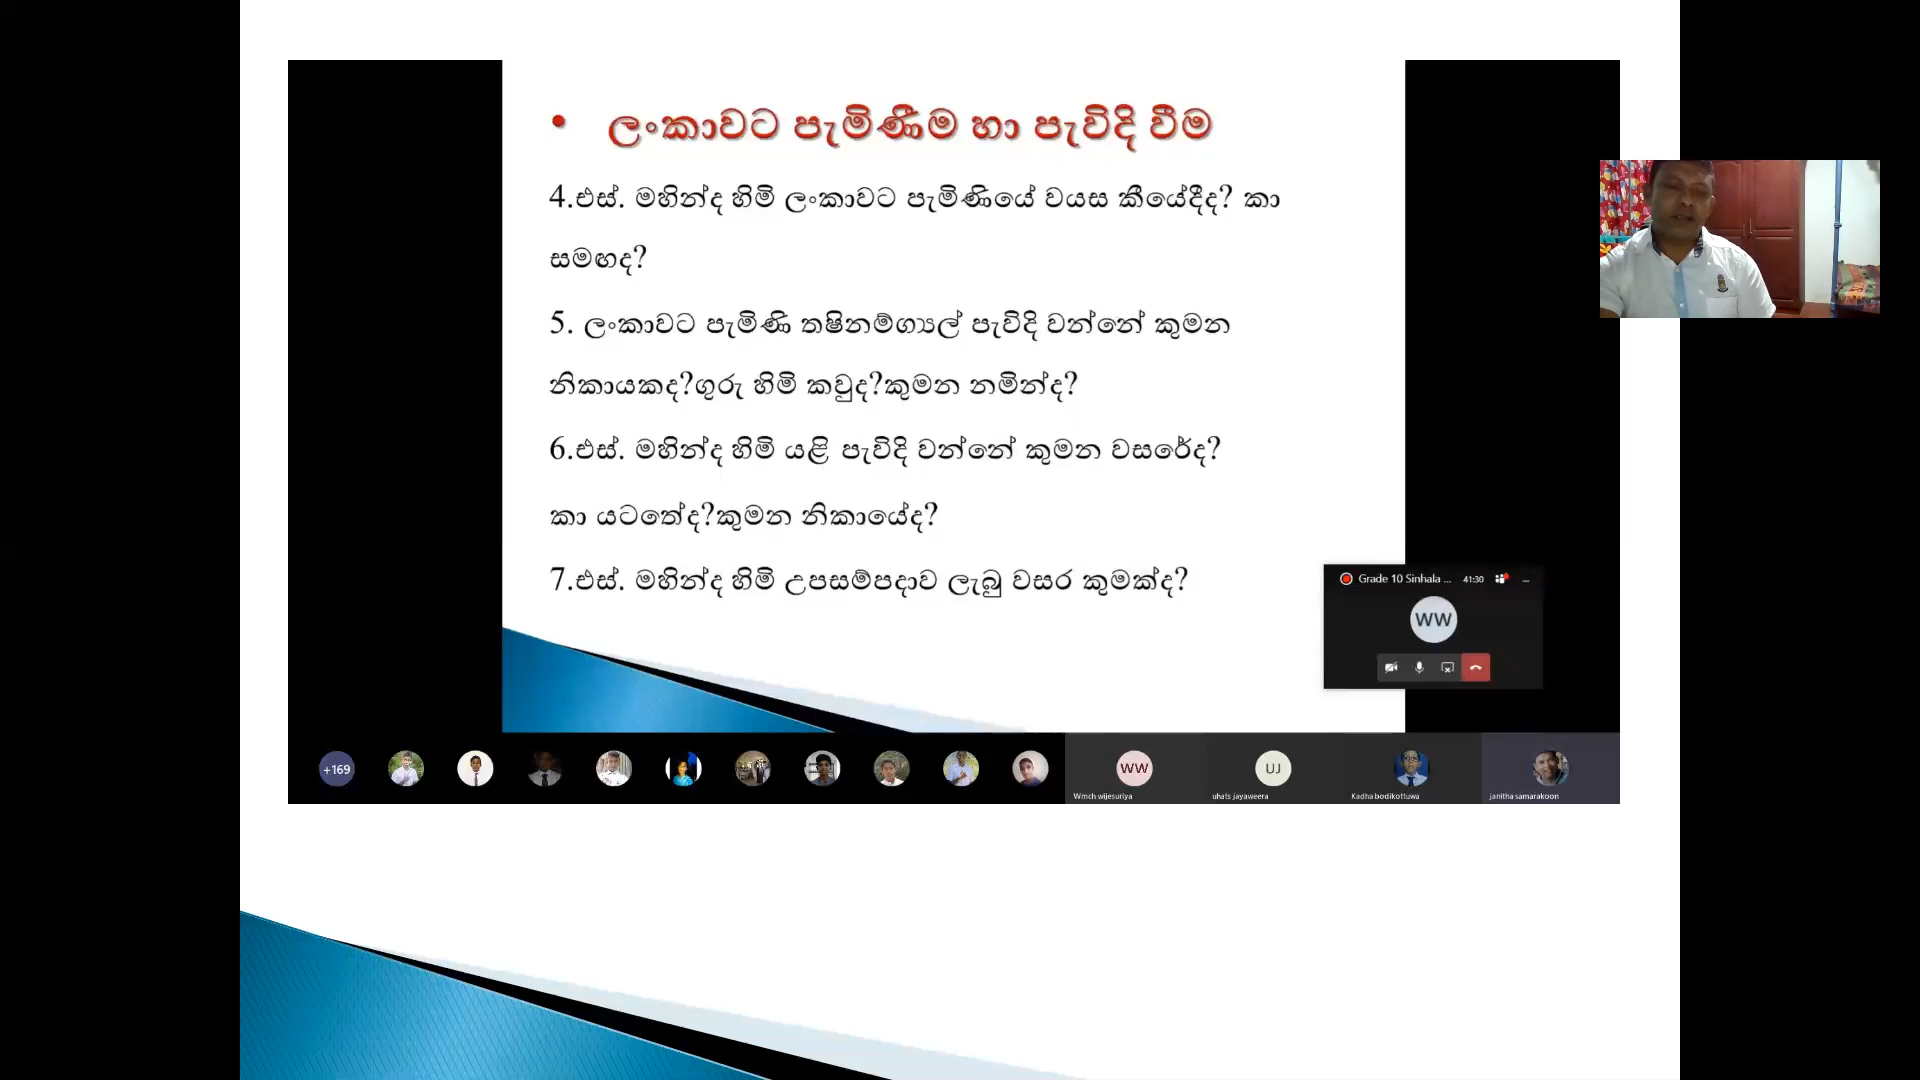 • ලංකාවට පැමිණීම හා පැවිදි වීම
4.එස්. මහින්ද හිමි ලංකාවට පැමිණියේ වයස කීයේදීද? කා
සමඟද?
5. ලංකාවට පැමිණි තෂිනම්ග්‍යල් පැවිදි වන්නේ කුමන
නිකායකද?ගුරු හිමි කවුද?කුමන නමින්ද?
6.එස්. මහින්ද හිමි යළි පැවිදි වන්නේ කුමන වසරේද?
කා යටතේද?කුමන නිකායේද?
7.එස්. මහින්ද හිමි උපසම්පදාව ලැබූ වසර කුමක්ද?
Grade 10 Sinhala ... 41:30
WW
+169
WW
UJ
Wmch wijesuriya
uhats jayaweera
Kadha bodikottuwa
janitha samarakoon